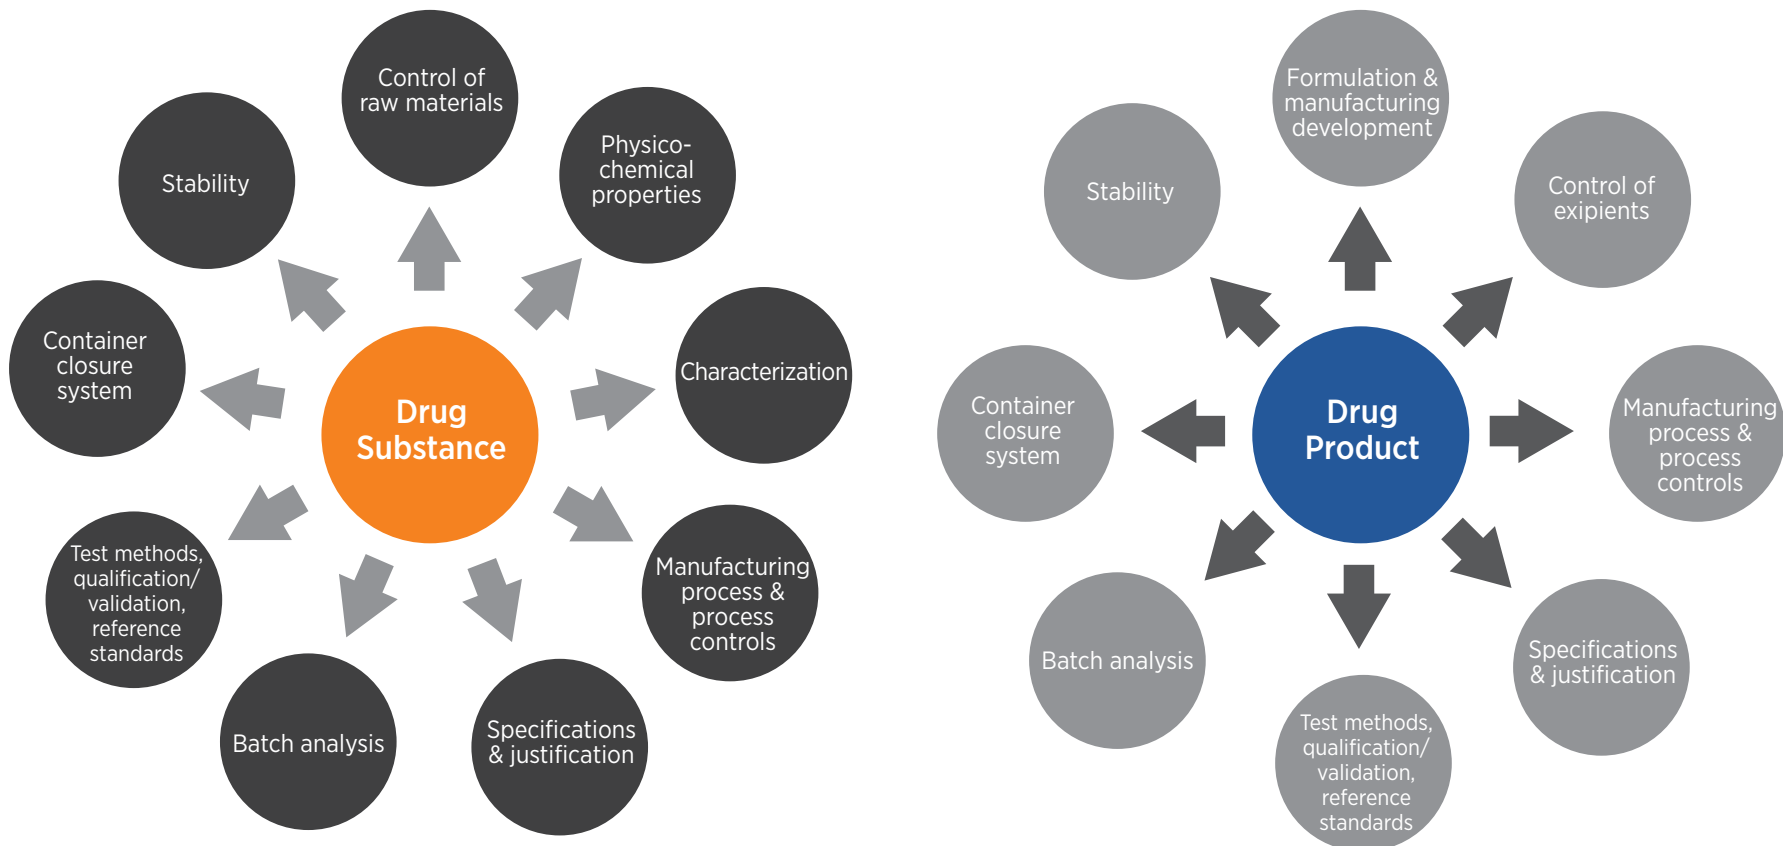 Drug
Substance
Control of
raw materials
Physico-
chemical
properties
Characterization
Manufacturing
process &
process
controls
Specifications
& justification
Batch analysis
Test methods,
qualification/
validation,
reference
standards
Container
closure
system
Stability
Drug
Product
Formulation &
manufacturing
development
Control of
exipients
Manufacturing
process &
process
controls
Specifications
& justification
Test methods,
qualification/
validation,
reference
standards
Batch analysis
Container
closure
system
Stability